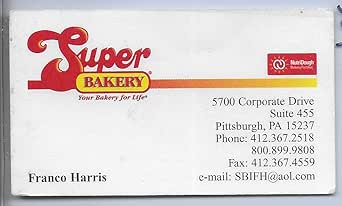 Super
BAKERY®
Your Bakery for Life®
NutriDough
5700 Corporate Drive
Suite 455
Pittsburgh, PA 15237
Phone: 412.367.2518
800.899.9808
Fax: 412.367.4559
Franco Harris
e-mail: SBIFH@aol.com